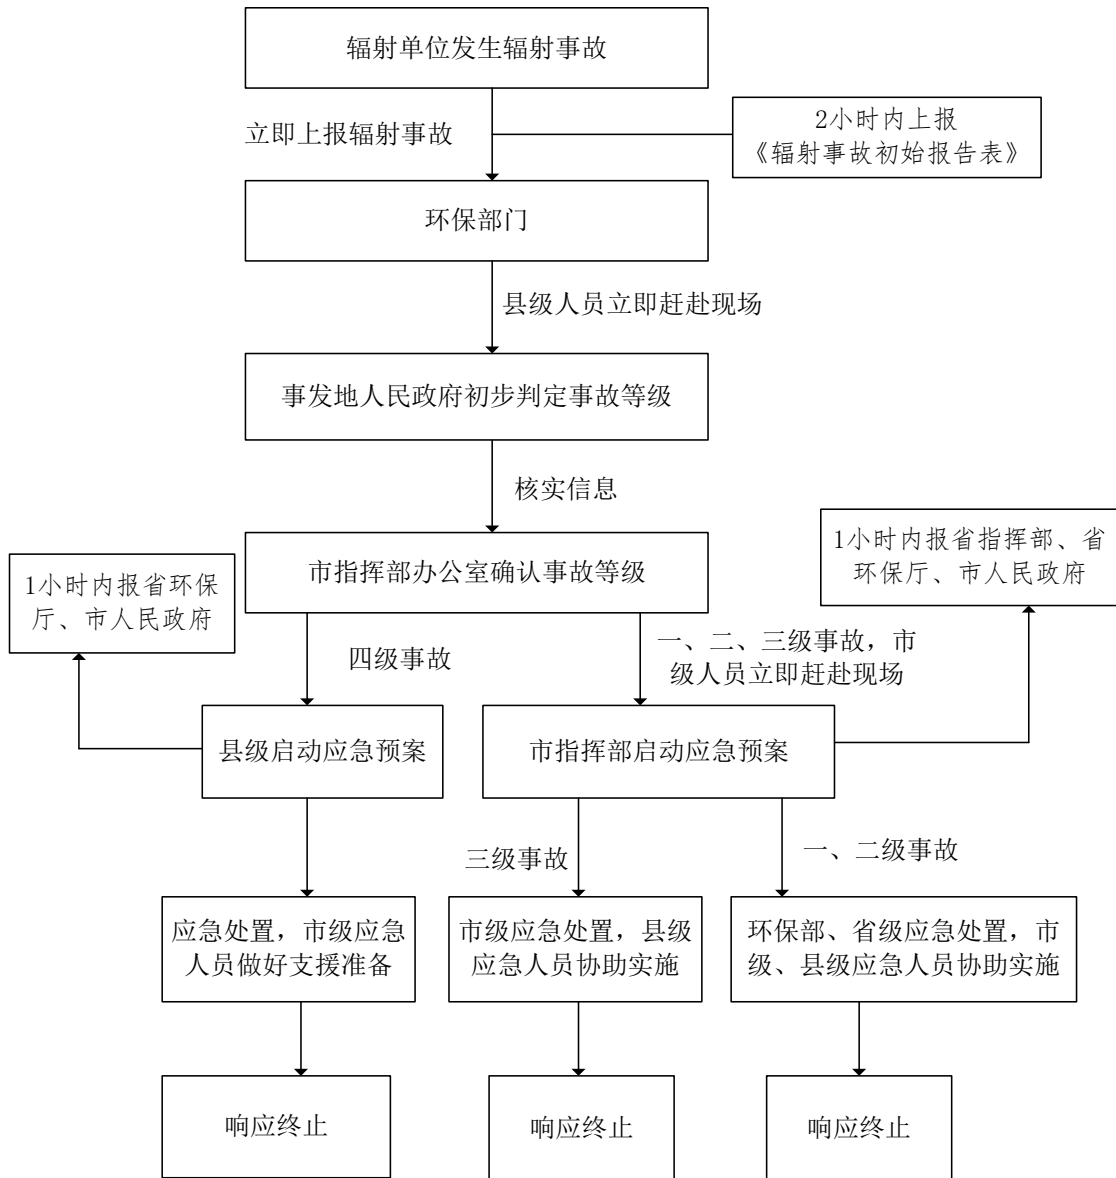 辐射单位发生辐射事故
立即上报辐射事故
2小时内上报
《辐射事故初始报告表》
环保部门
县级人员立即赶赴现场
事发地人民政府初步判定事故等级
核实信息
1小时内报省指挥部、省
环保厅、市人民政府
市指挥部办公室确认事故等级
1小时内报省环保
厅、市人民政府
四级事故
一、二、三级事故，市
级人员立即赶赴现场
县级启动应急预案
市指挥部启动应急预案
三级事故
一、二级事故
应急处置，市级应急
人员做好支援准备
市级应急处置，县级
应急人员协助实施
环保部、省级应急处置，市
级、县级应急人员协助实施
响应终止
响应终止
响应终止